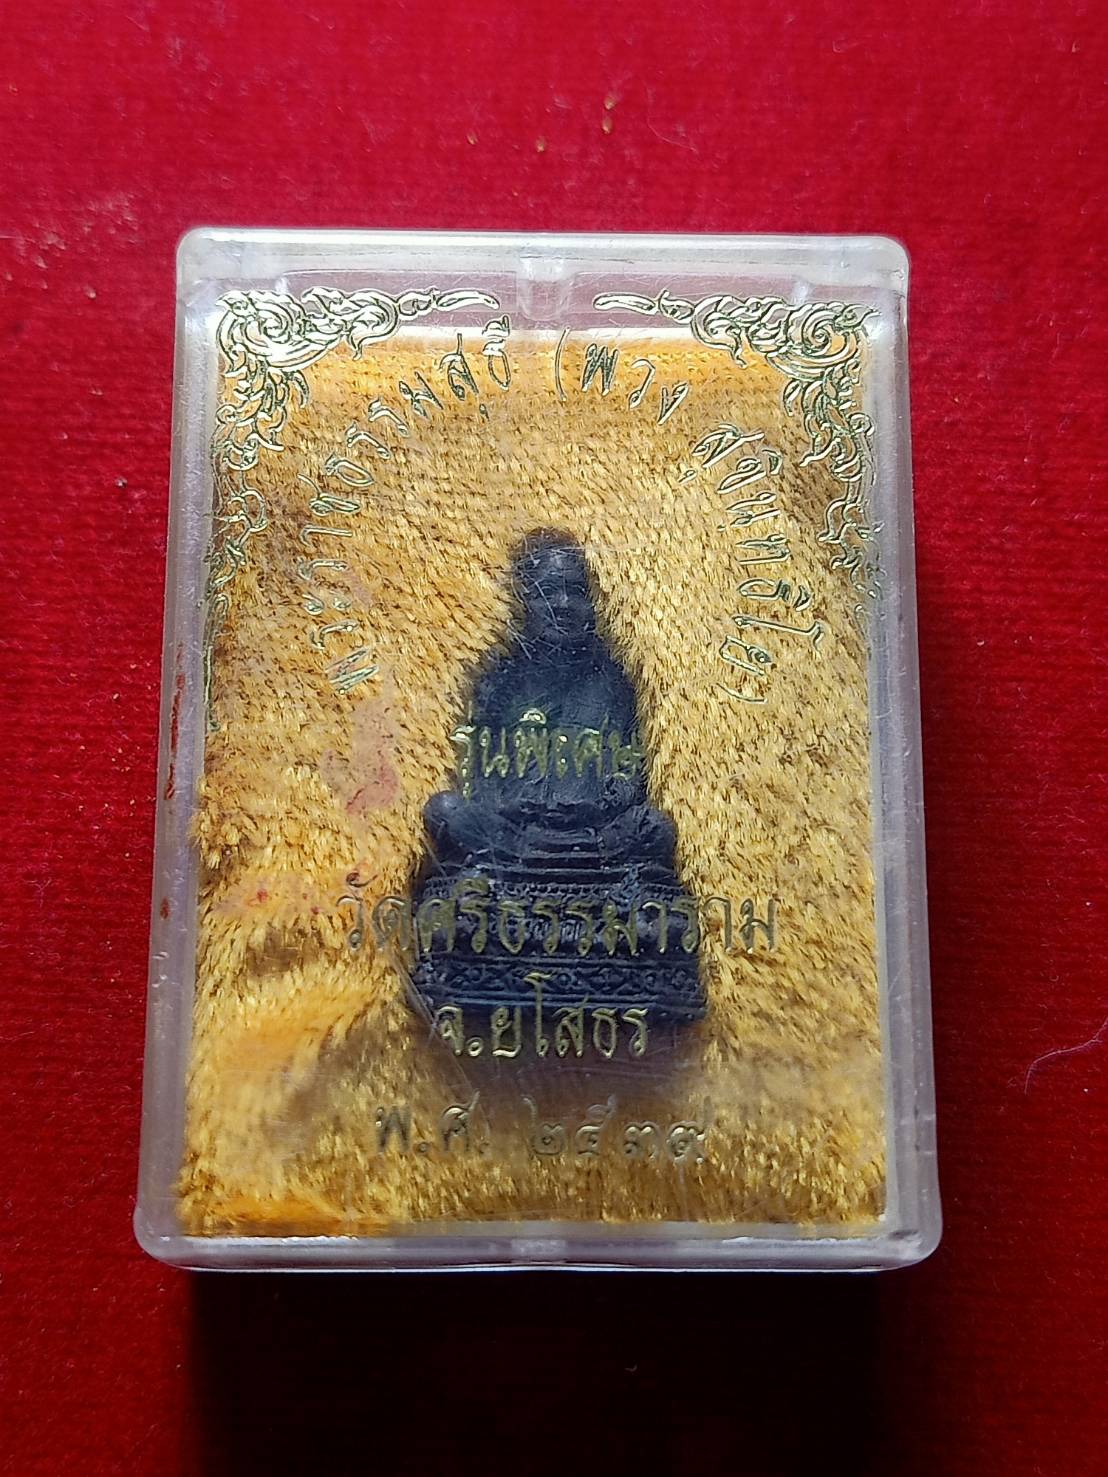 พระราชธรรมสุธี (พวง สุขินฺทริโย)
รุ่นพิเศษ
วัดศรีธรรมาราม
จ.ยโสธร
พ.ศ. ๒๕๓๙